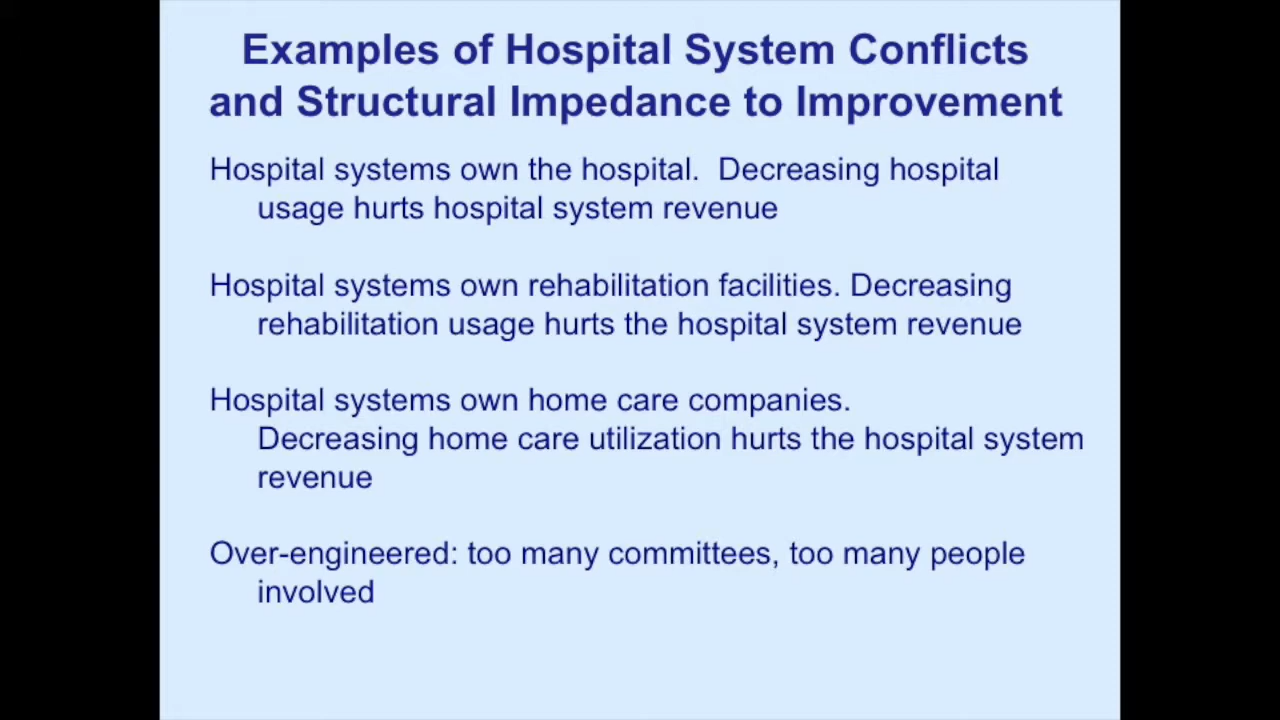 Examples of Hospital System Conflicts
and Structural Impedance to Improvement
Hospital systems own the hospital.  Decreasing hospital
usage hurts hospital system revenue
Hospital systems own rehabilitation facilities. Decreasing
rehabilitation usage hurts the hospital system revenue
Hospital systems own home care companies.
Decreasing home care utilization hurts the hospital system
revenue
Over-engineered: too many committees, too many people
involved